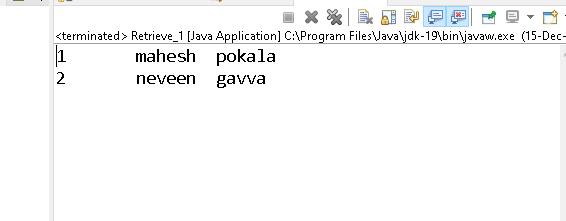 <terminated> Retrieve_1 [Java Application] C:\Program Files\Java\jdk-19\bin\javaw.exe (15-Dec-
1 mahesh pokala
2 neveen gavva